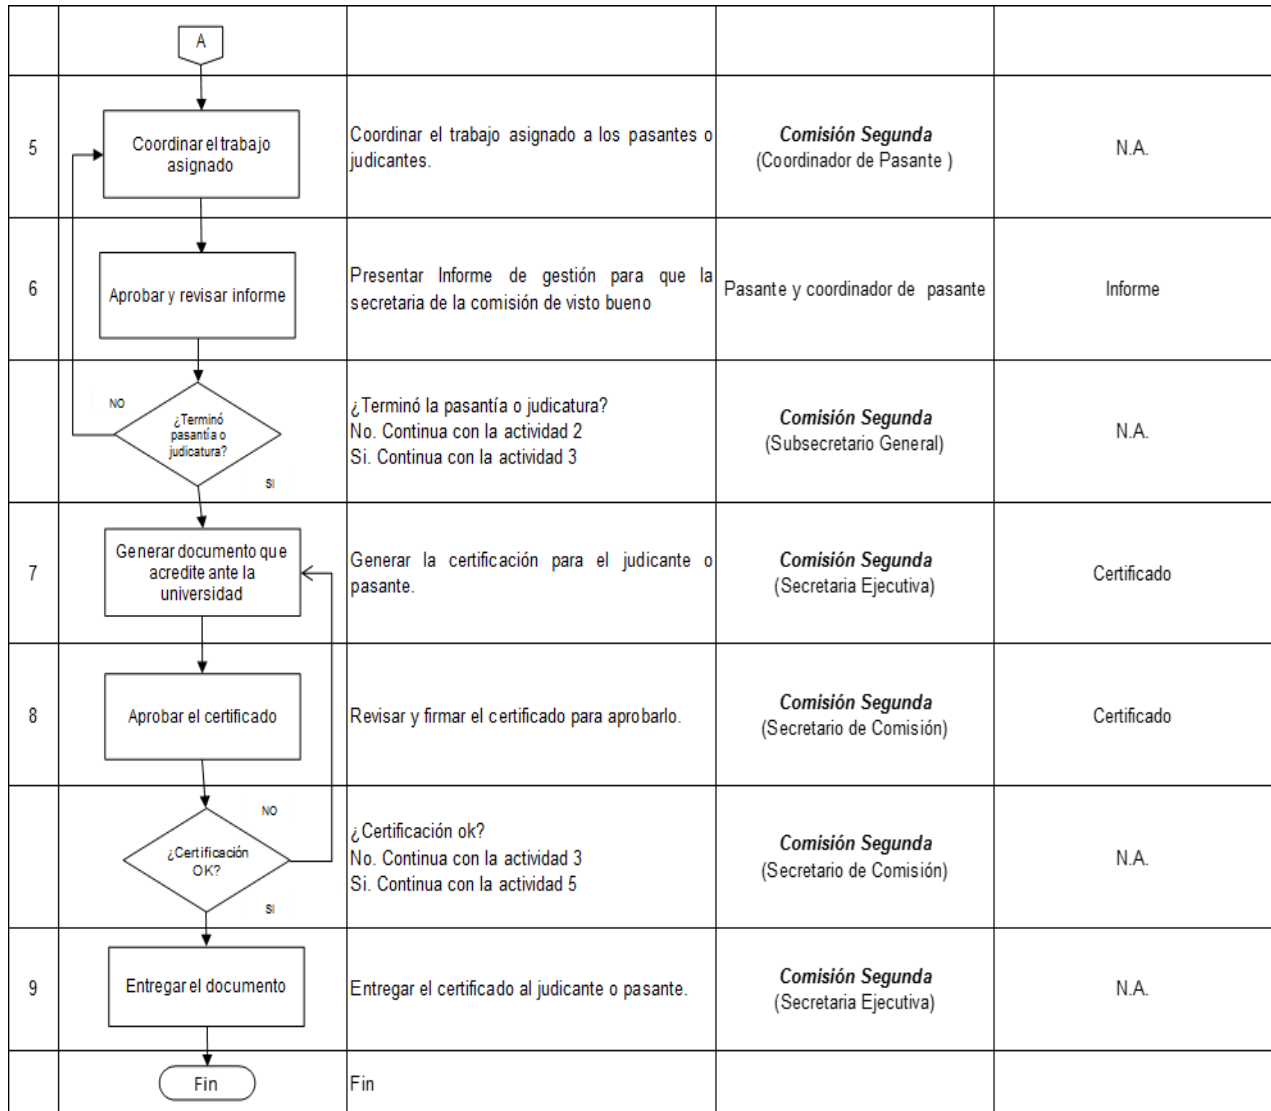 A
5
Coordinar el trabajo
asignado
Coordinar el trabajo asignado a los pasantes o
judicantes.
Comisión Segunda
(Coordinador de Pasante )
N.A.
6
Aprobar y revisar informe
Presentar Informe de gestión para que la
secretaria de la comisión de visto bueno
Pasante y coordinador de pasante
Informe
NO
¿Terminó
pasantía o
judicatura?
SI
¿Terminó la pasantía o judicatura?
No. Continua con la actividad 2
Si. Continua con la actividad 3
Comisión Segunda
(Subsecretario General)
N.A.
7
Generar documento que
acredite ante la
universidad
Generar la certificación para el judicante o
pasante.
Comisión Segunda
(Secretaria Ejecutiva)
Certificado
8
Aprobar el certificado
Revisar y firmar el certificado para aprobarlo.
Comisión Segunda
(Secretario de Comisión)
Certificado
NO
¿Certificación
OK?
SI
¿Certificación ok?
No. Continua con la actividad 3
Si. Continua con la actividad 5
Comisión Segunda
(Secretario de Comisión)
N.A.
9
Entregar el documento
Entregar el certificado al judicante o pasante.
Comisión Segunda
(Secretaria Ejecutiva)
N.A.
Fin
Fin